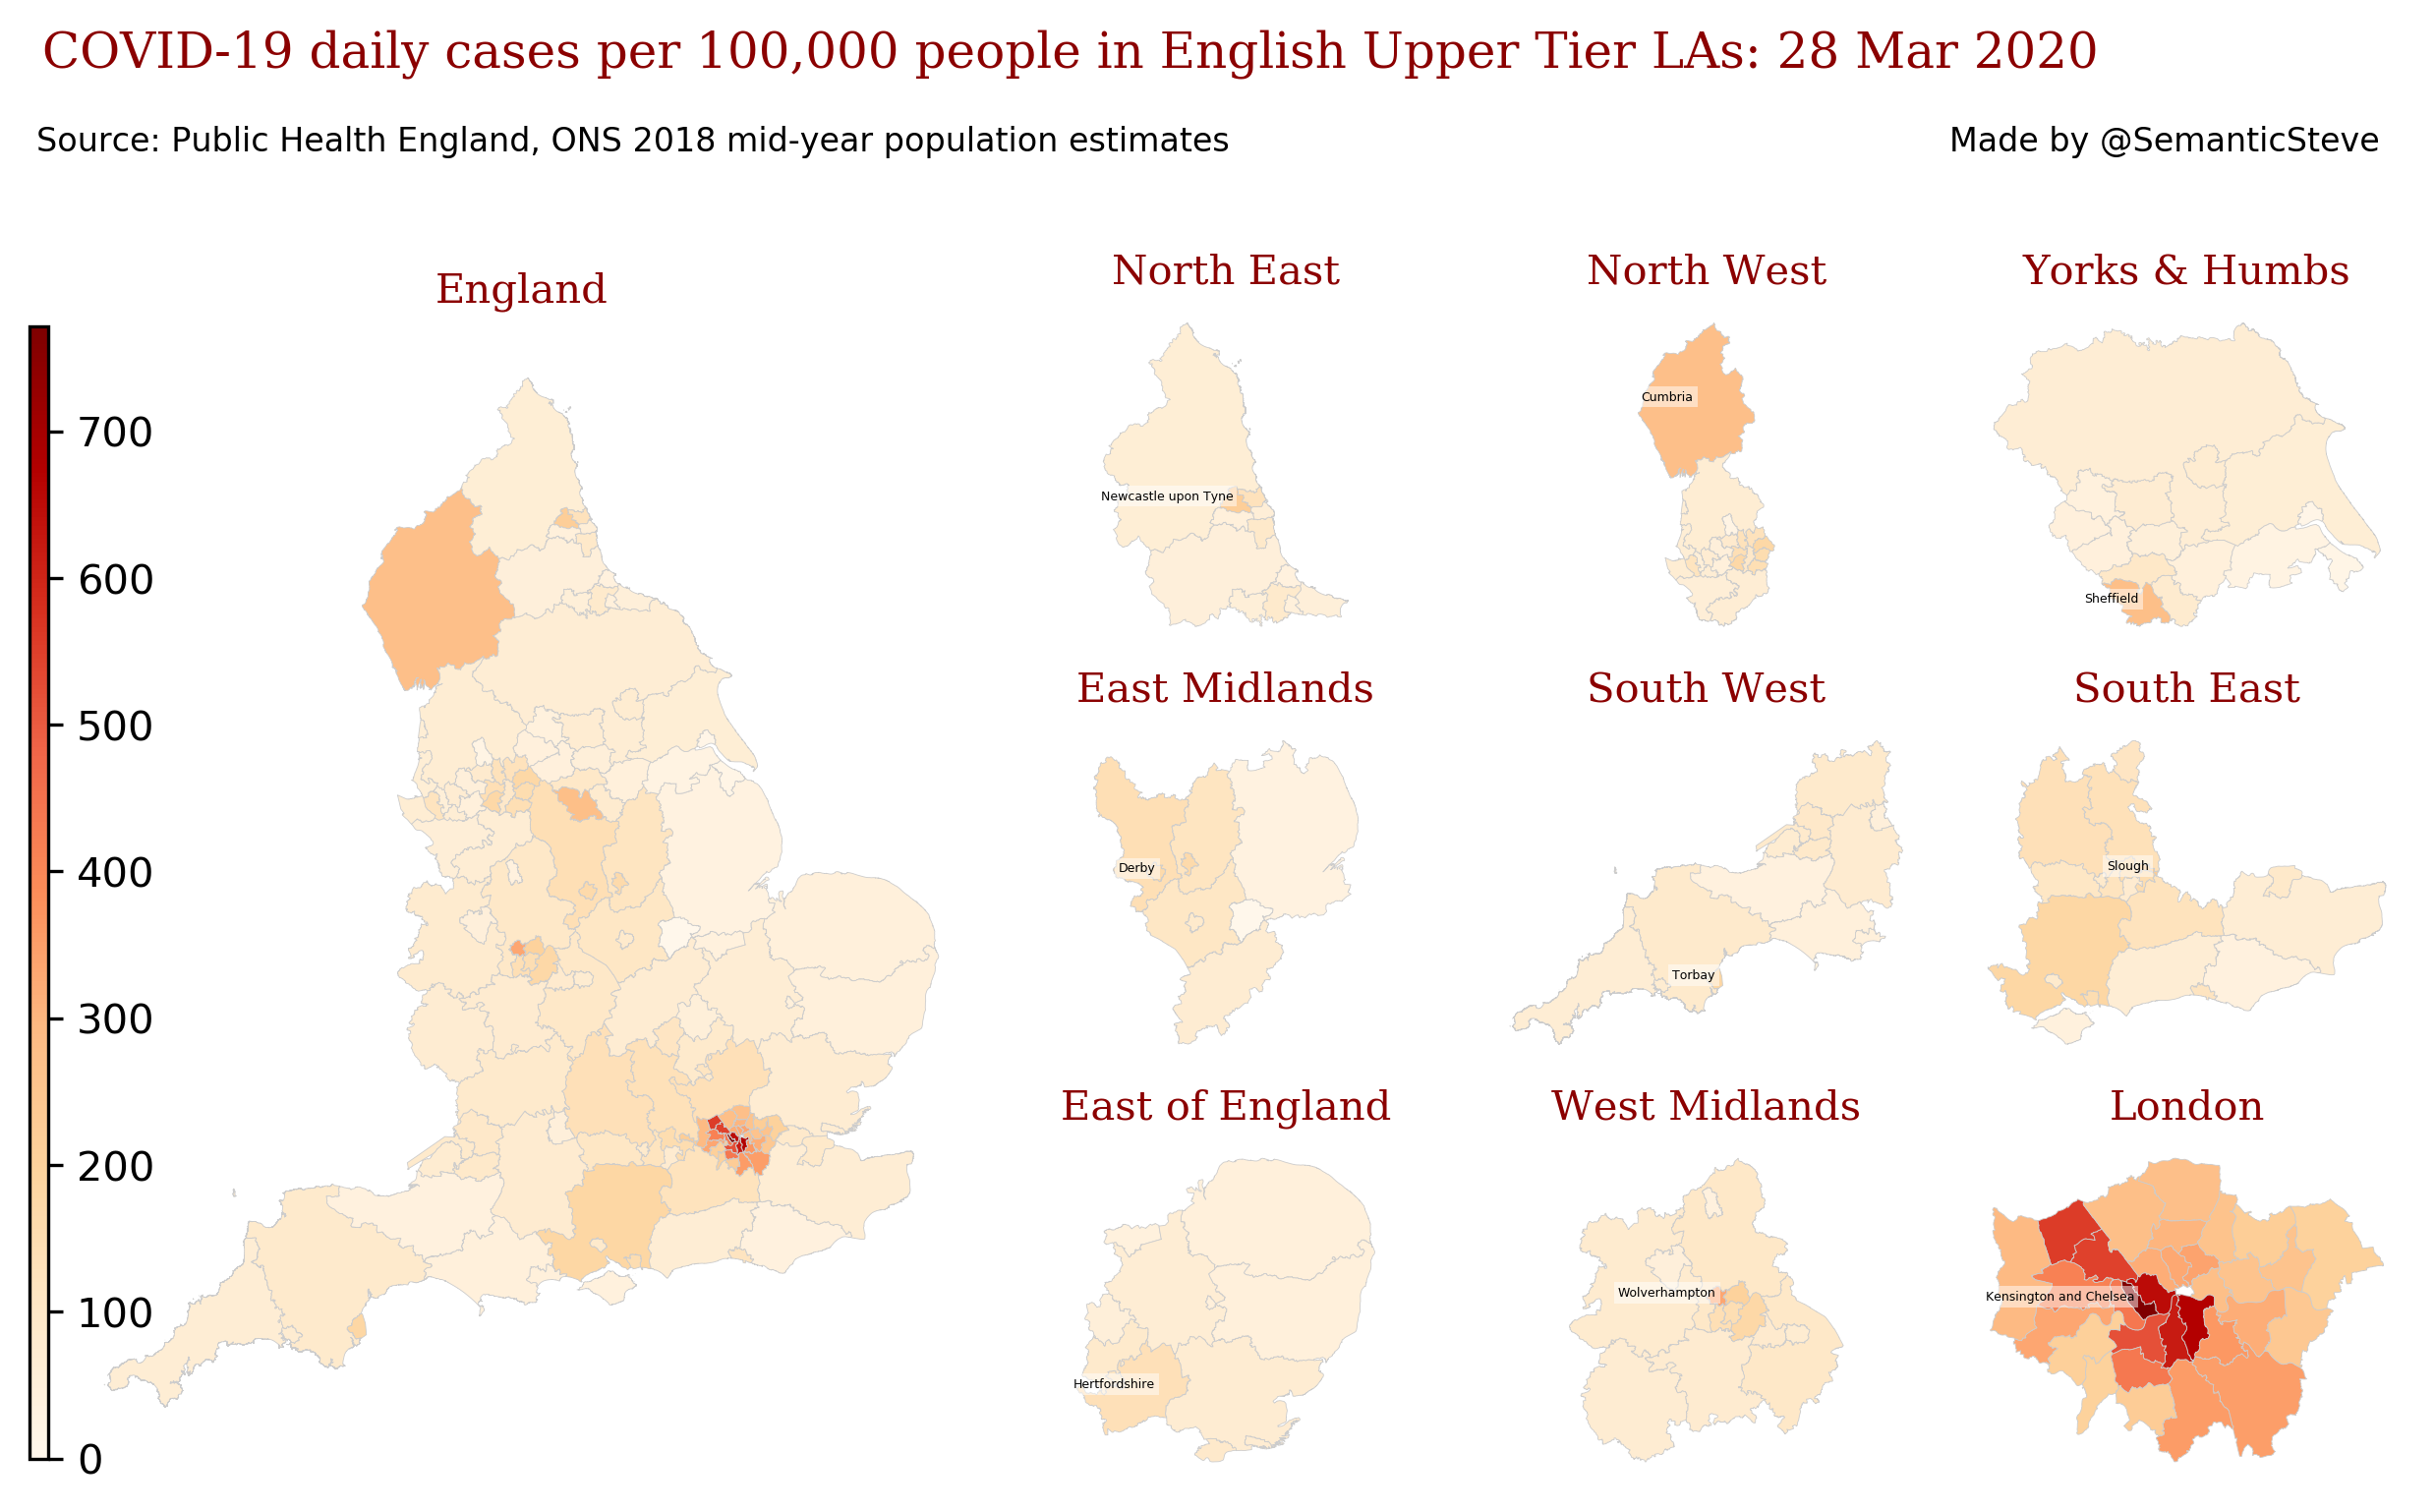 COVID-19 daily cases per 100,000 people in English Upper Tier LAs: 28 Mar 2020
Source: Public Health England, ONS 2018 mid-year population estimates
Made by @SemanticSteve
England
700
600
500
400
300
200
100
0
North East
Newcastle upon Tyne
North West
Cumbria
Yorks & Humbs
Sheffield
East Midlands
Derby
South West
Torbay
South East
Slough
East of England
Hertfordshire
West Midlands
Wolverhampton
London
Kensington and Chelsea